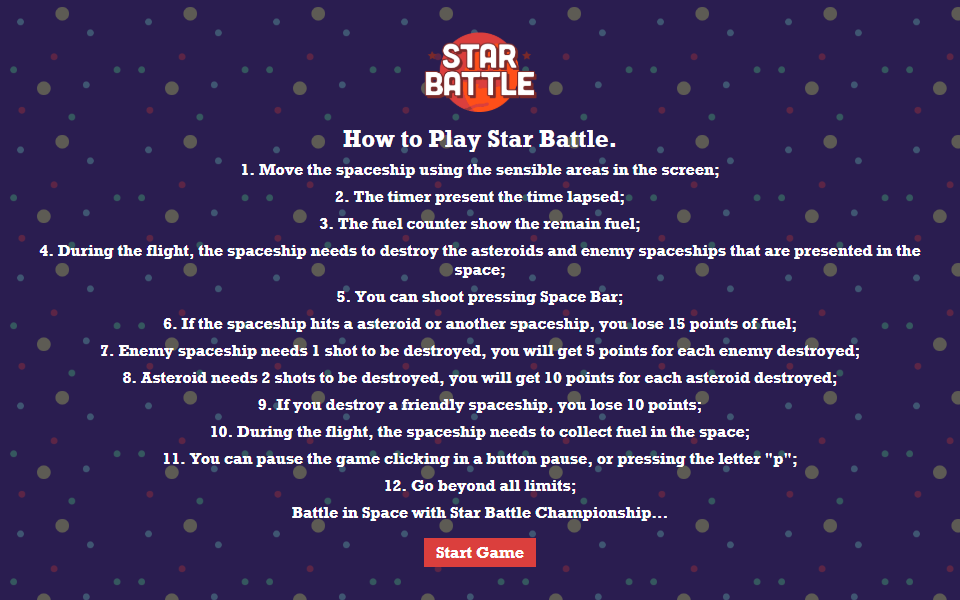 STAR
BATTLE
How to Play Star Battle.
1. Move the spaceship using the sensible areas in the screen;
2. The timer present the time lapsed;
3. The fuel counter show the remain fuel;
4. During the flight, the spaceship needs to destroy the asteroids and enemy spaceships that are presented in the
space;
5. You can shoot pressing Space Bar;
6. If the spaceship hits a asteroid or another spaceship, you lose 15 points of fuel;
7. Enemy spaceship needs 1 shot to be destroyed, you will get 5 points for each enemy destroyed;
8. Asteroid needs 2 shots to be destroyed, you will get 10 points for each asteroid destroyed;
9. If you destroy a friendly spaceship, you lose 10 points;
10. During the flight, the spaceship needs to collect fuel in the space;
11. You can pause the game clicking in a button pause, or pressing the letter "p";
12. Go beyond all limits;
Battle in Space with Star Battle Championship...
Start Game